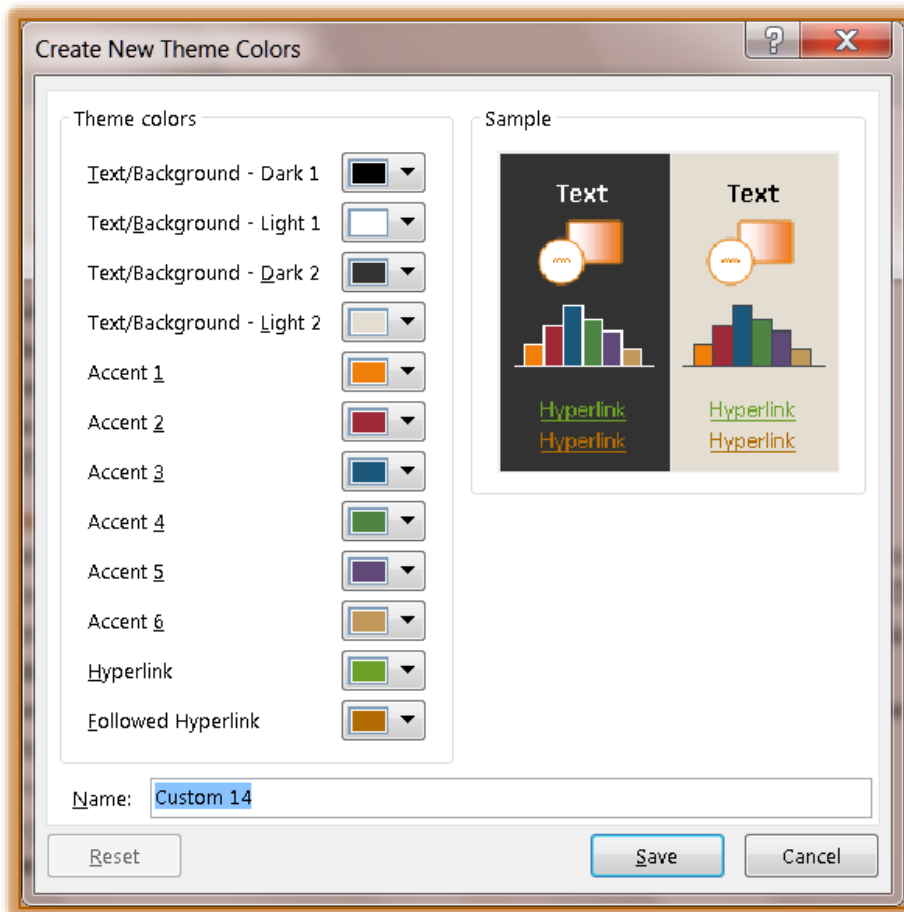 Create New Theme Colors
Theme colors
Text/Background - Dark 1
Text/Background - Light 1
Text/Background - Dark 2
Text/Background - Light 2
Accent 1
Accent 2
Accent 3
Accent 4
Accent 5
Accent 6
Hyperlink
Followed Hyperlink
Sample
Text Text
Hyperlink Hyperlink
Hyperlink Hyperlink
Name: Custom 14
Reset Save Cancel